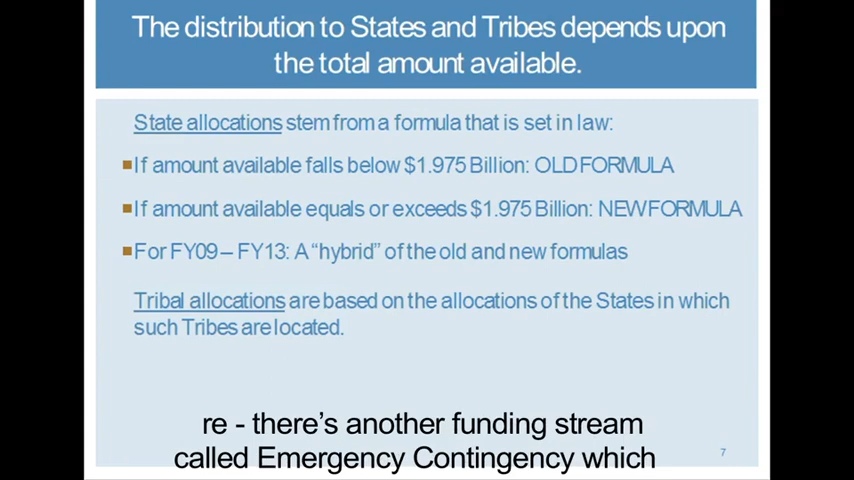 The distribution to States and Tribes depends upon
the total amount available.
State allocations stem from a formula that is set in law:
If amount available falls below $1.975 Billion: OLD FORMULA
If amount available equals or exceeds $1.975 Billion: NEW FORMULA
For FY09 – FY13: A “hybrid” of the old and new formulas
Tribal allocations are based on the allocations of the States in which
such Tribes are located.
re - there’s another funding stream
called Emergency Contingency which
7